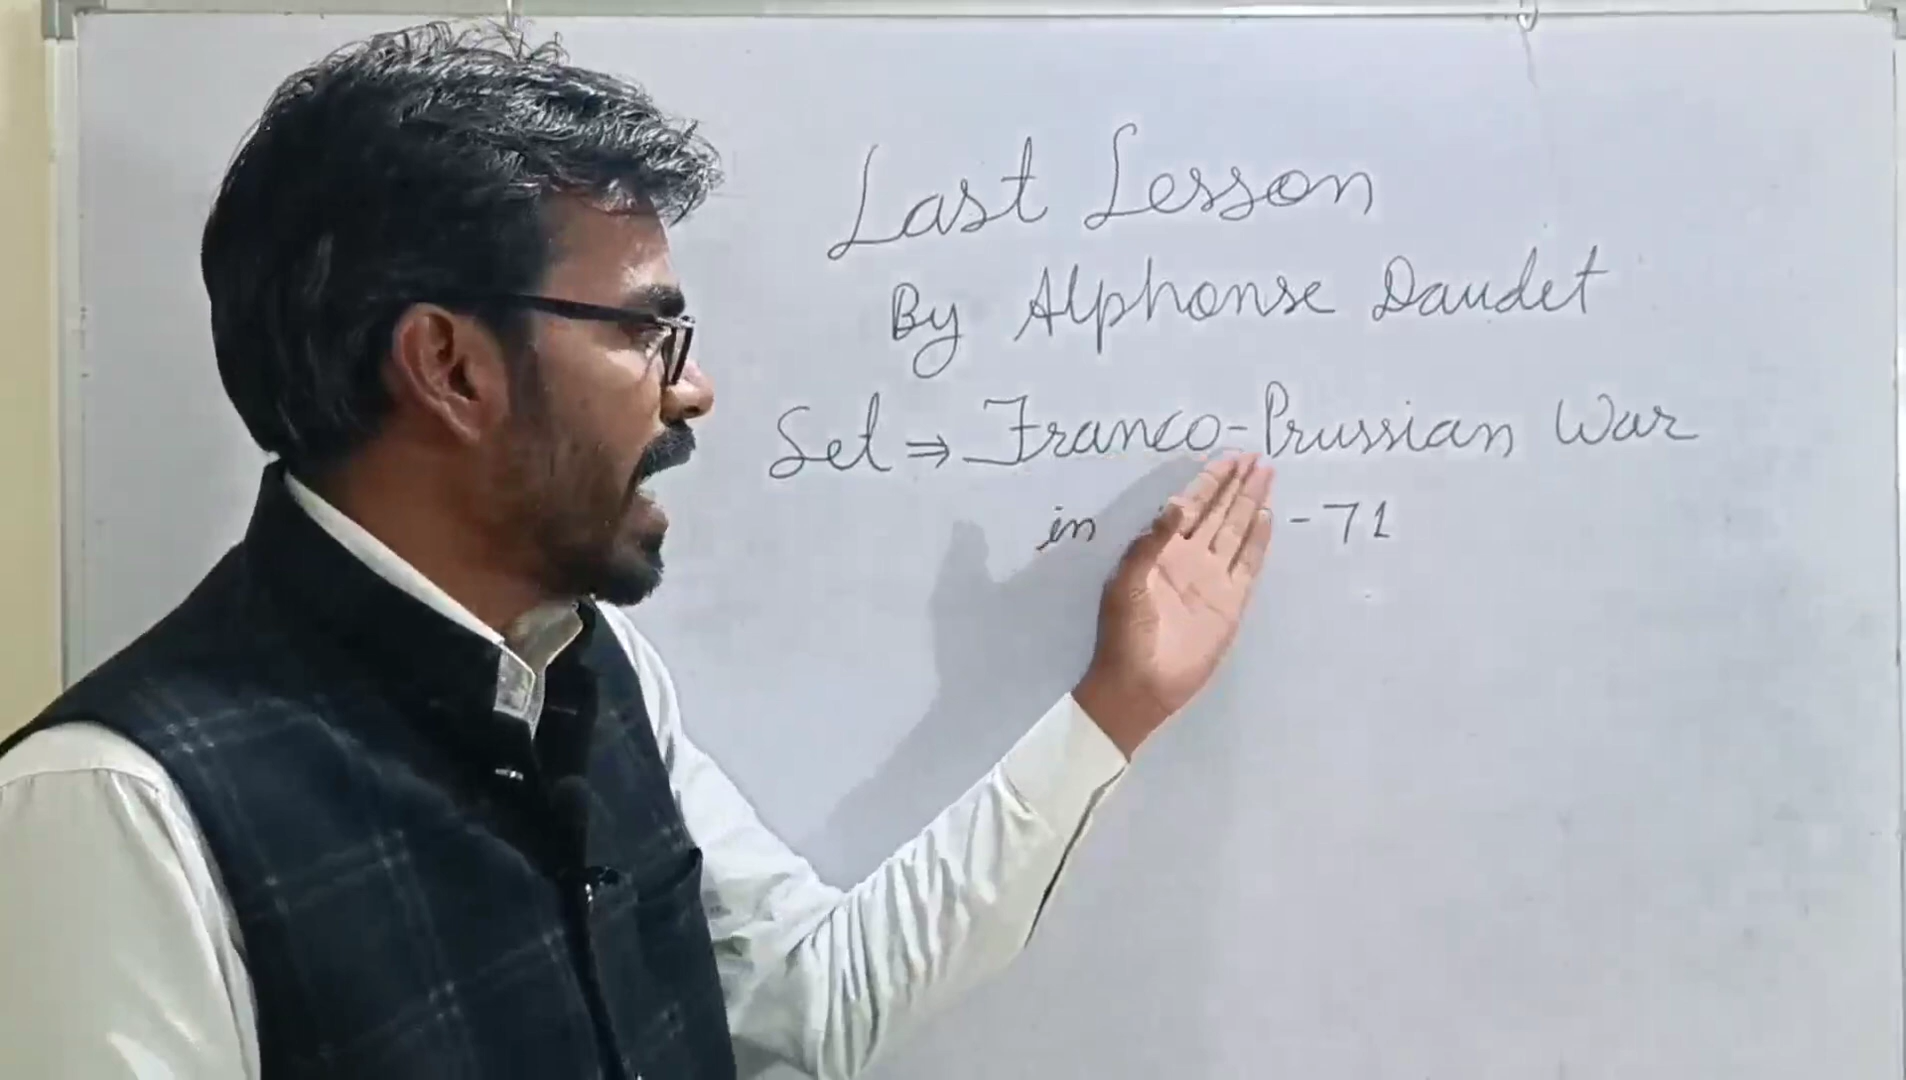 Last Lesson
By Alphonse Daudet
Set ⇒ Franco-Prussian War
in -71